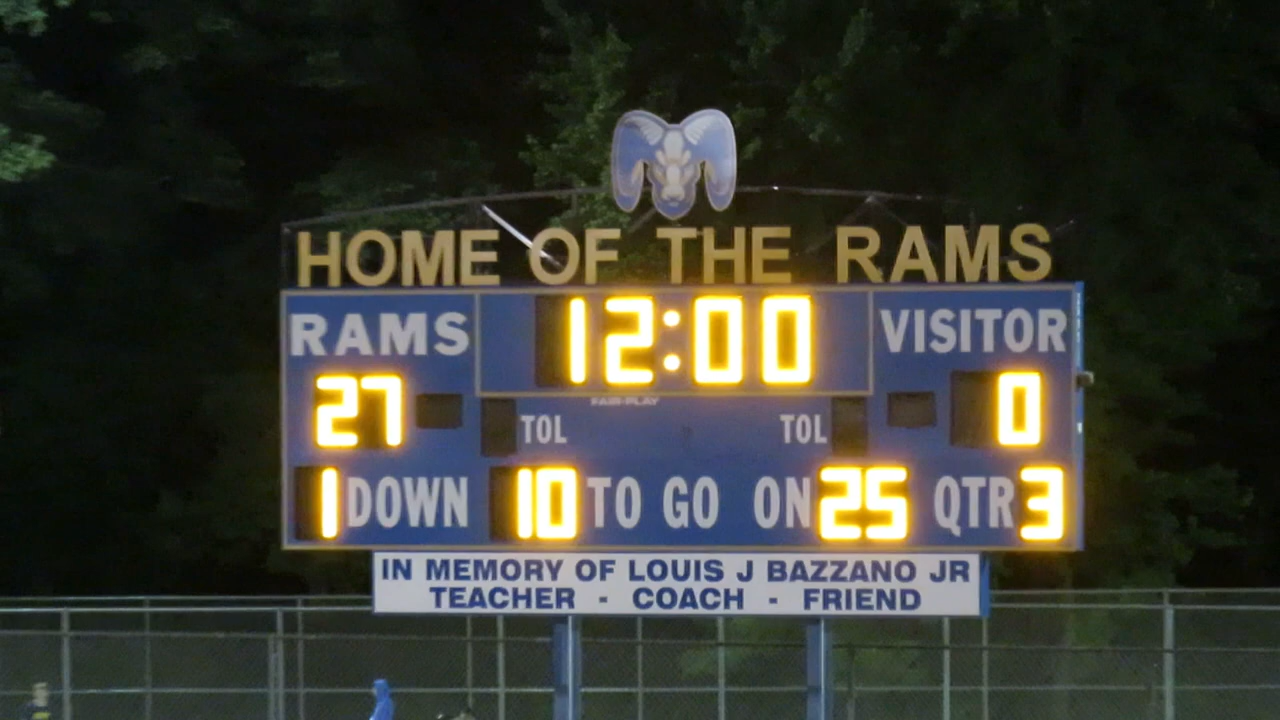 HOME OF THE RAMS
RAMS 12:00 VISITOR
FAIR-PLAY
27 TOL TOL 0
1 DOWN 10 TO GO ON 25 QTR 3
IN MEMORY OF LOUIS J BAZZANO JR
TEACHER - COACH - FRIEND